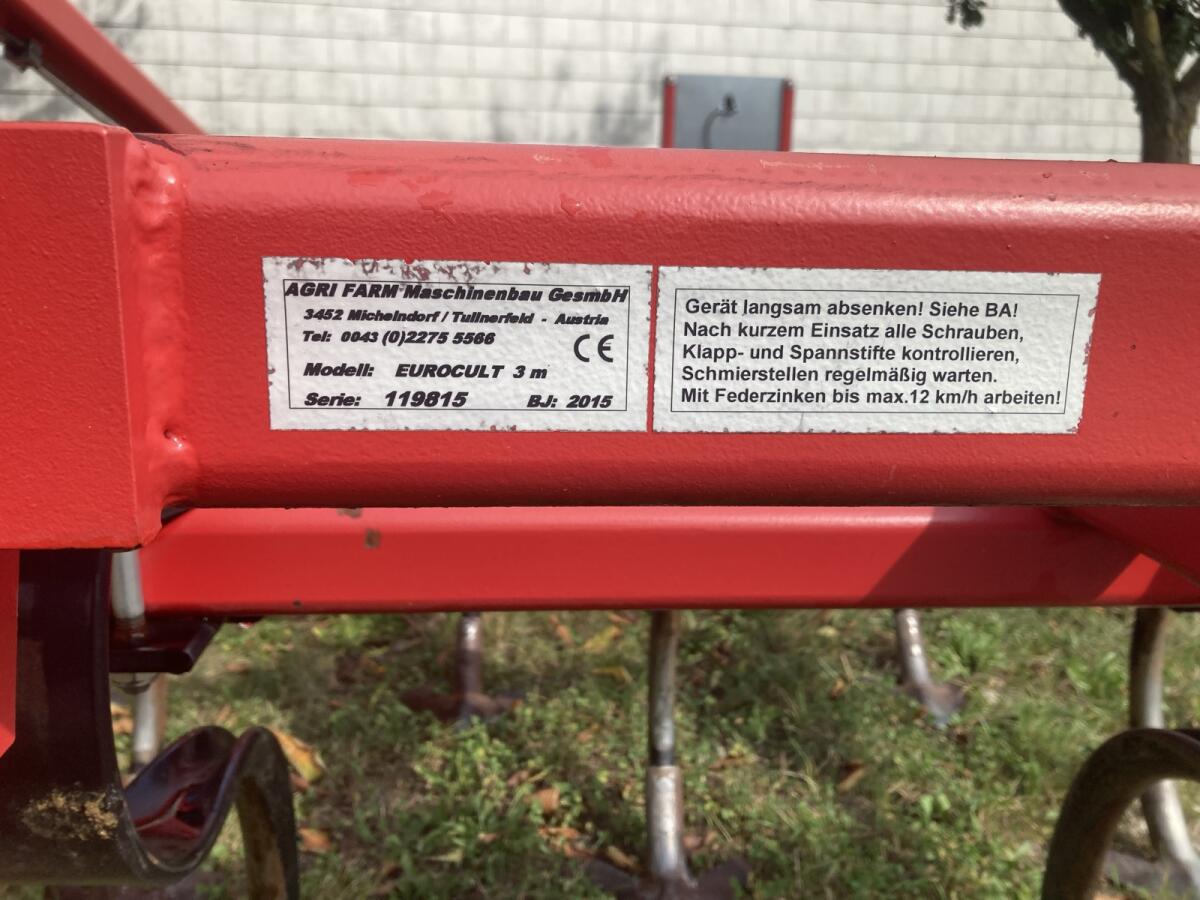 AGRI FARM Maschinenbau GesmbH
3452 Michelndorf / Tullnerfeld - Austria
Tel: 0043 (0)2275 5566
CE
Modell: EUROCULT 3 m
Serie: 119815 BJ: 2015
Gerät langsam absenken! Siehe BA!
Nach kurzem Einsatz alle Schrauben,
Klapp- und Spannstifte kontrollieren,
Schmierstellen regelmäßig warten.
Mit Federzinken bis max.12 km/h arbeiten!